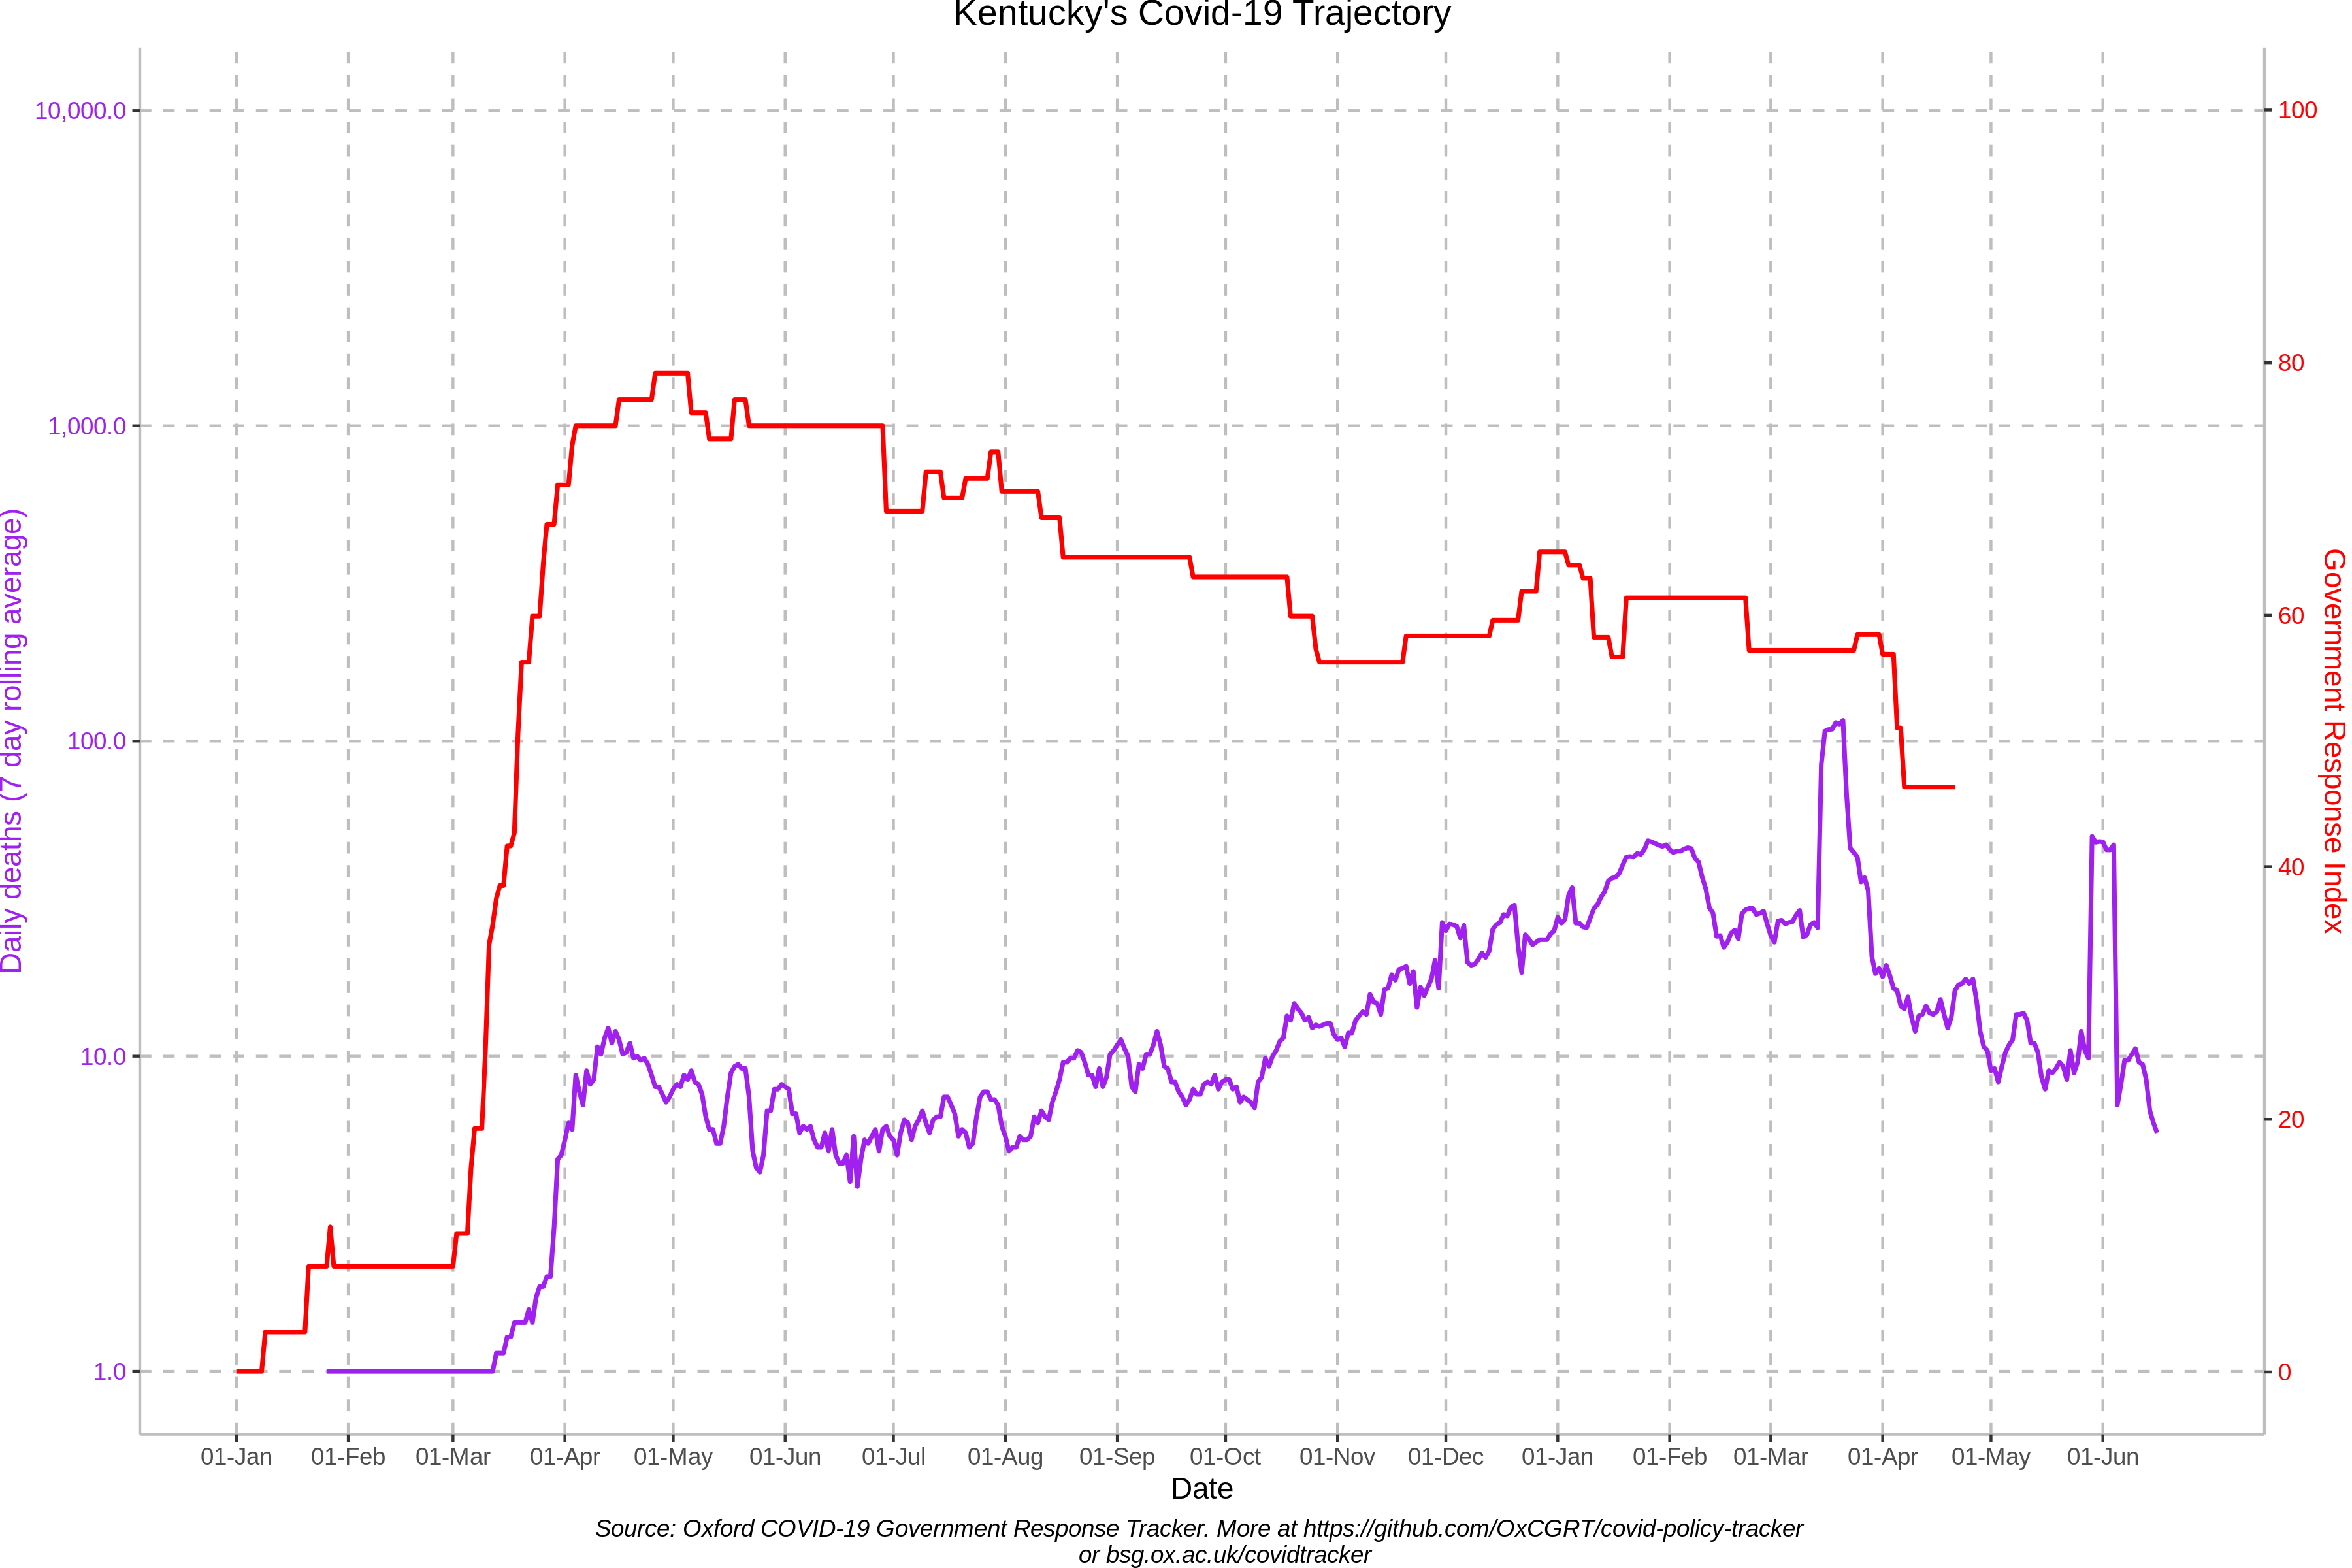 Kentucky's Covid-19 Trajectory
10,000.0
1,000.0
100.0
10.0
1.0
Daily deaths (7 day rolling average)
100
80
60
40
20
0
Government Response Index
01-Jan 01-Feb 01-Mar 01-Apr 01-May 01-Jun 01-Jul 01-Aug 01-Sep 01-Oct 01-Nov 01-Dec 01-Jan 01-Feb 01-Mar 01-Apr 01-May 01-Jun
Date
Source: Oxford COVID-19 Government Response Tracker. More at https://github.com/OxCGRT/covid-policy-tracker
or bsg.ox.ac.uk/covidtracker